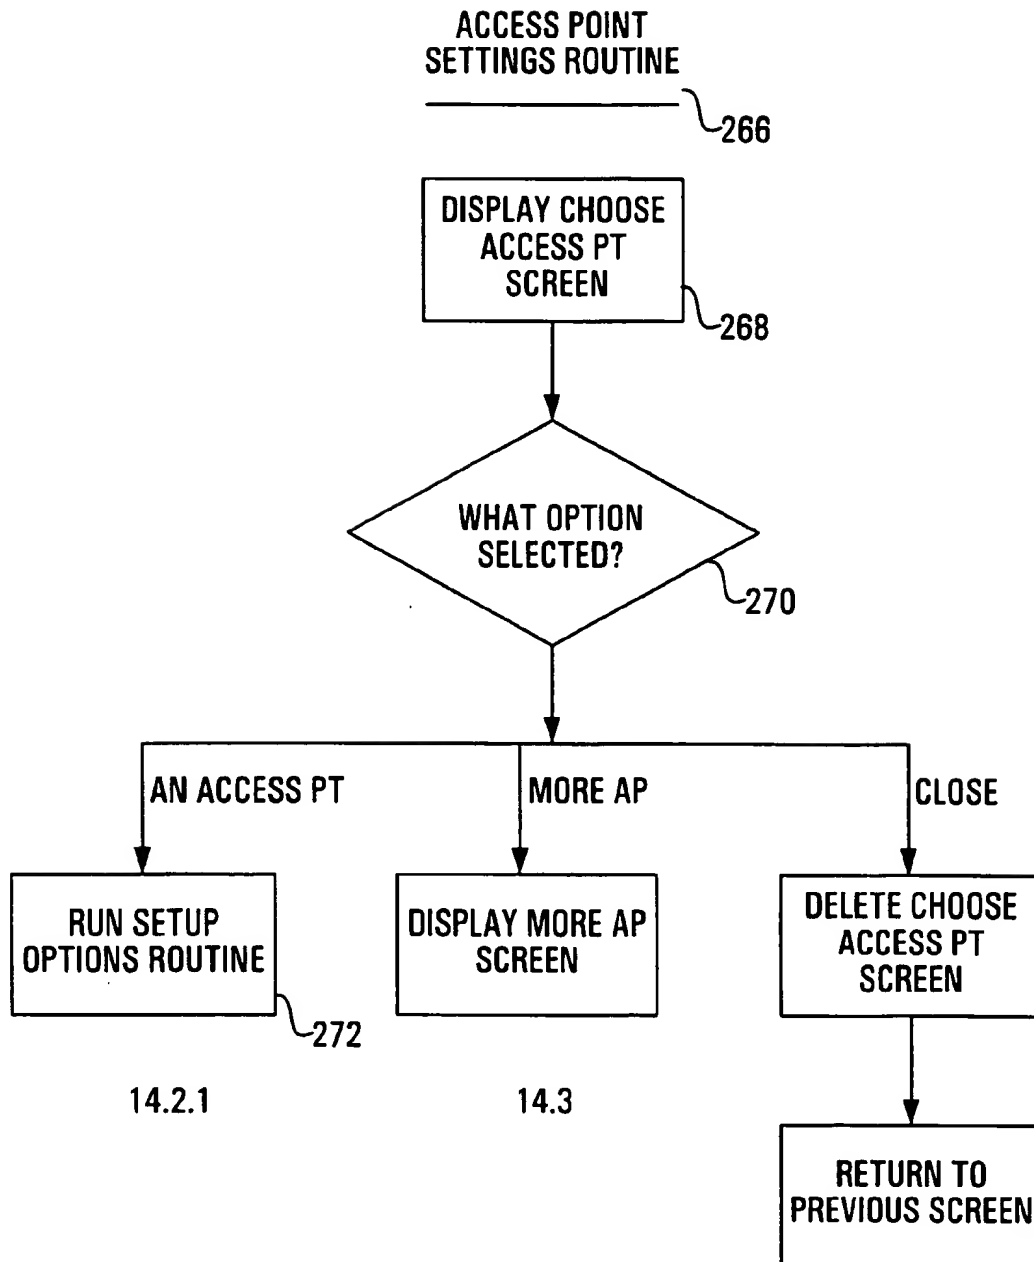 ACCESS POINT
SETTINGS ROUTINE
266
DISPLAY CHOOSE
ACCESS PT
SCREEN
268
WHAT OPTION
SELECTED?
270
AN ACCESS PT
MORE AP
CLOSE
RUN SETUP
OPTIONS ROUTINE
272
DISPLAY MORE AP
SCREEN
DELETE CHOOSE
ACCESS PT
SCREEN
14.2.1
14.3
RETURN TO
PREVIOUS SCREEN